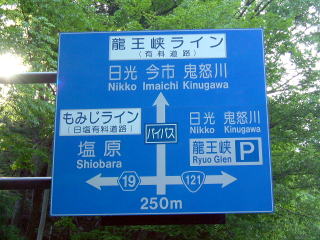 龍王峡ライン
(有料道路)
日光 今市 鬼怒川
Nikko Imaichi Kinugawa
もみじライン
(日塩有料道路)
塩原
Shiobara
バイパス
日光 鬼怒川
Nikko Kinugawa
龍王峡
Ryuo Glen
P
19
121
250m